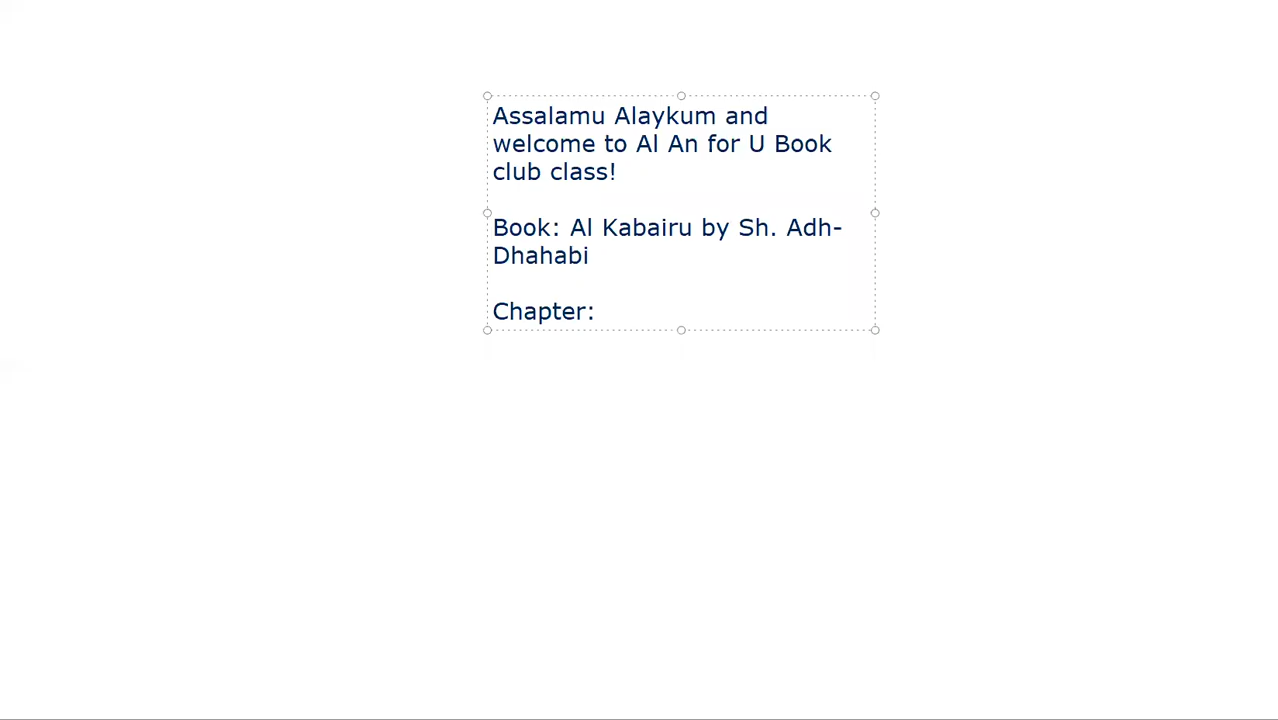 Assalamu Alaykum and
welcome to Al An for U Book
club class!
Book: Al Kabairu by Sh. Adh-
Dhahabi
Chapter: